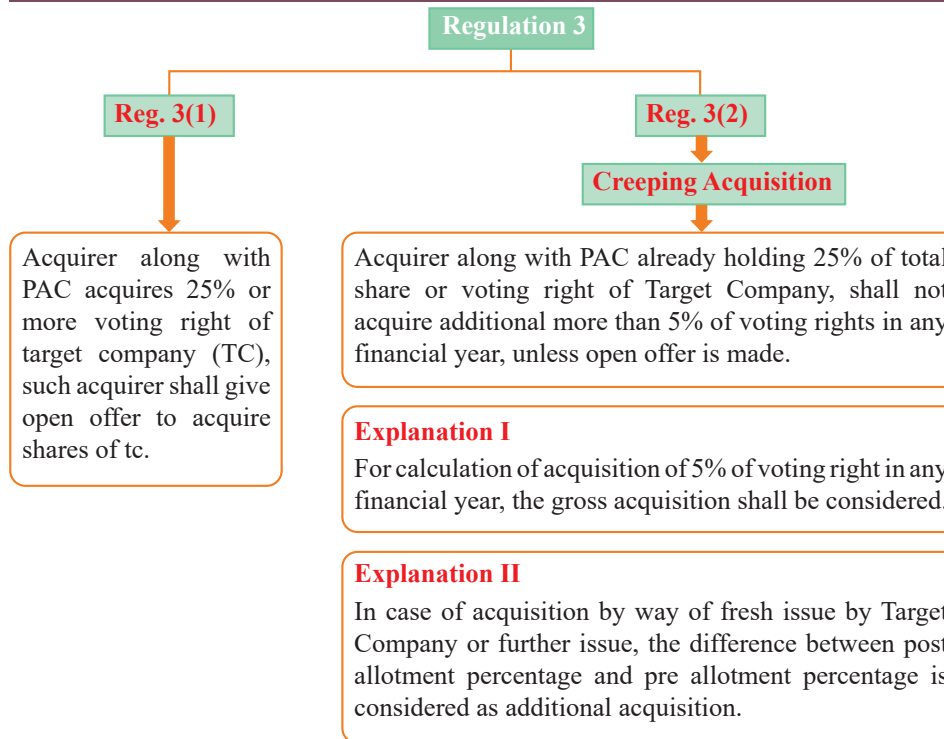 Regulation 3
Reg. 3(1)
Reg. 3(2)
Creeping Acquisition
Acquirer along with
PAC acquires 25% or
more voting right of
target company (TC),
such acquirer shall give
open offer to acquire
shares of tc.
Acquirer along with PAC already holding 25% of total
share or voting right of Target Company, shall not
acquire additional more than 5% of voting rights in any
financial year, unless open offer is made.
Explanation I
For calculation of acquisition of 5% of voting right in any
financial year, the gross acquisition shall be considered.
Explanation II
In case of acquisition by way of fresh issue by Target
Company or further issue, the difference between post
allotment percentage and pre allotment percentage is
considered as additional acquisition.